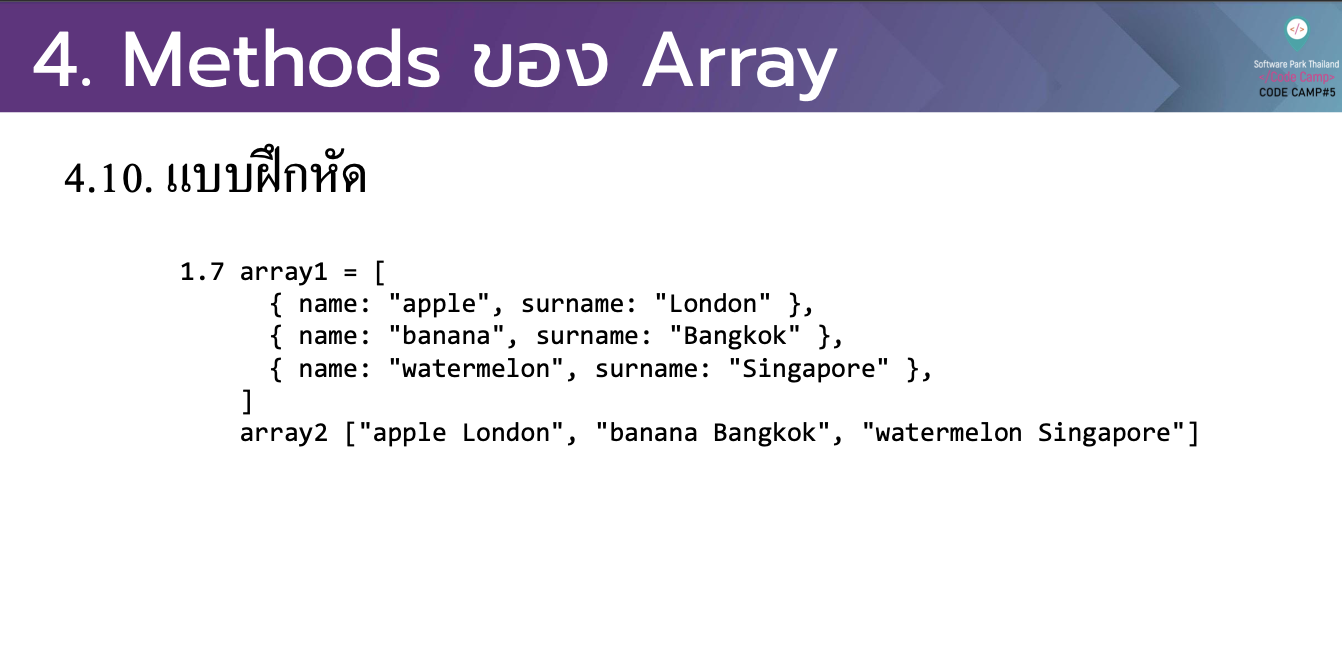 4. Methods ของ Array
</>
Software Park Thailand
</Code Camp>
CODE CAMP#5
4.10. แบบฝึกหัด
1.7 array1 = [
{ name: "apple", surname: "London" },
{ name: "banana", surname: "Bangkok" },
{ name: "watermelon", surname: "Singapore" },
]
array2 ["apple London", "banana Bangkok", "watermelon Singapore"]